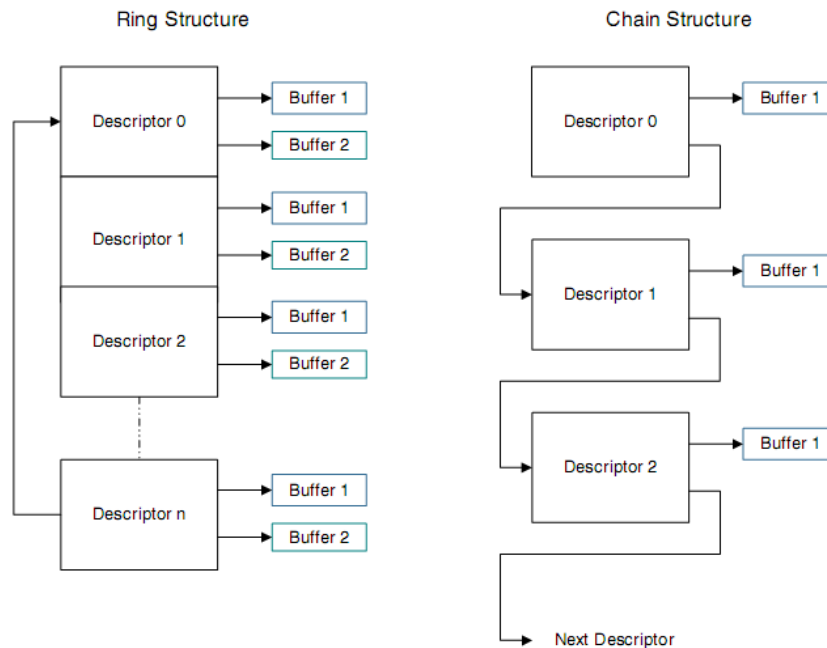 Ring Structure
Descriptor 0
Buffer 1
Buffer 2
Descriptor 1
Buffer 1
Buffer 2
Descriptor 2
Buffer 1
Buffer 2
Descriptor n
Buffer 1
Buffer 2
Chain Structure
Descriptor 0
Buffer 1
Descriptor 1
Buffer 1
Descriptor 2
Buffer 1
Next Descriptor